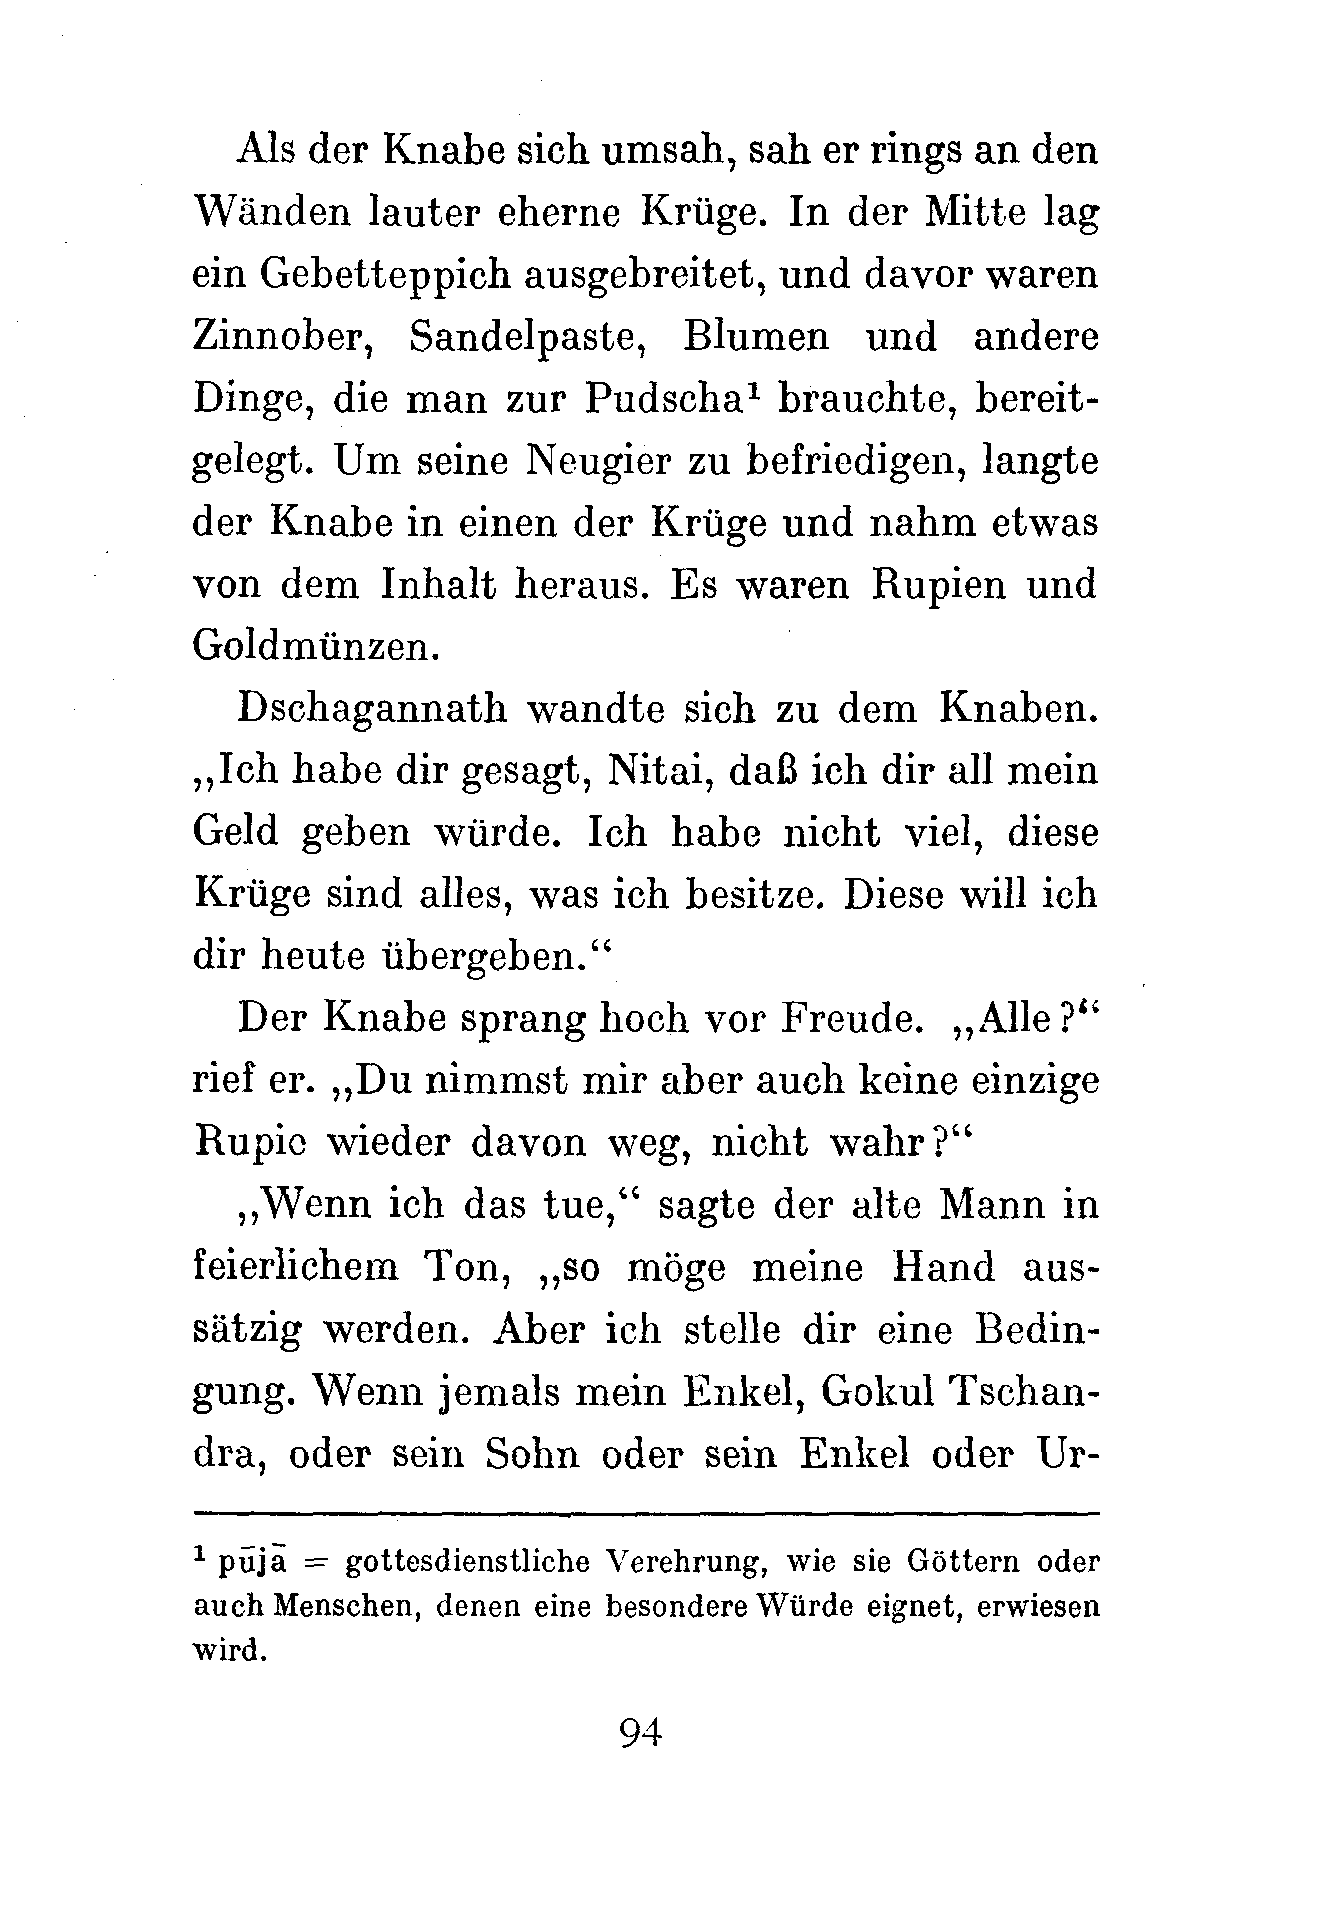 Als der Knabe sich umsah, sah er rings an den
Wänden lauter eherne Krüge. In der Mitte lag
ein Gebetteppich ausgebreitet, und davor waren
Zinnober, Sandelpaste, Blumen und andere
Dinge, die man zur Pudscha¹ brauchte, bereit-
gelegt. Um seine Neugier zu befriedigen, langte
der Knabe in einen der Krüge und nahm etwas
von dem Inhalt heraus. Es waren Rupien und
Goldmünzen.
Dschagannath wandte sich zu dem Knaben.
„Ich habe dir gesagt, Nitai, daß ich dir all mein
Geld geben würde. Ich habe nicht viel, diese
Krüge sind alles, was ich besitze. Diese will ich
dir heute übergeben.“
Der Knabe sprang hoch vor Freude. „Alle?“
rief er. „Du nimmst mir aber auch keine einzige
Rupie wieder davon weg, nicht wahr?“
„Wenn ich das tue,“ sagte der alte Mann in
feierlichem Ton, „so möge meine Hand aus-
sätzig werden. Aber ich stelle dir eine Bedin-
gung. Wenn jemals mein Enkel, Gokul Tschan-
dra, oder sein Sohn oder sein Enkel oder Ur-
¹ pūjā = gottesdienstliche Verehrung, wie sie Göttern oder
auch Menschen, denen eine besondere Würde eignet, erwiesen
wird.
94